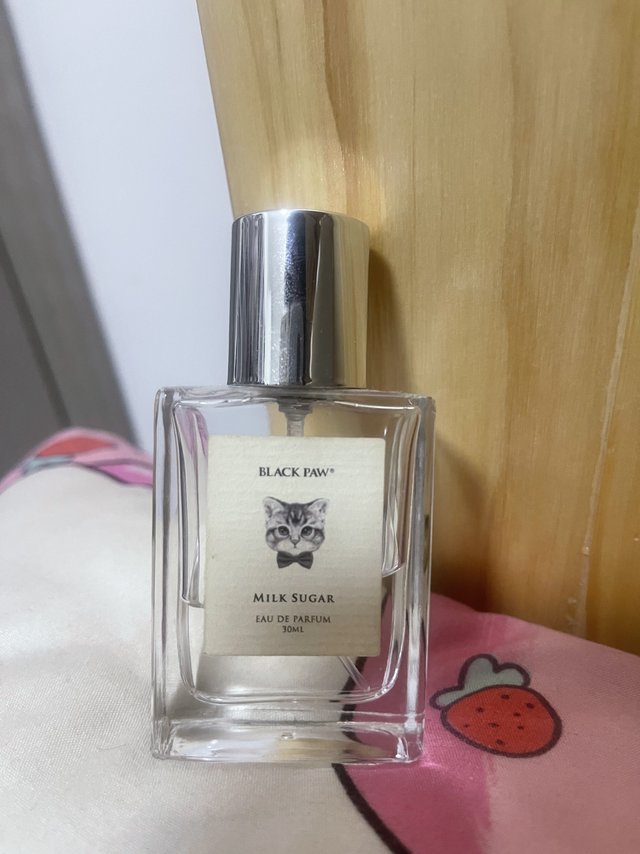 BLACK PAW®
MILK SUGAR
EAU DE PARFUM
30ML